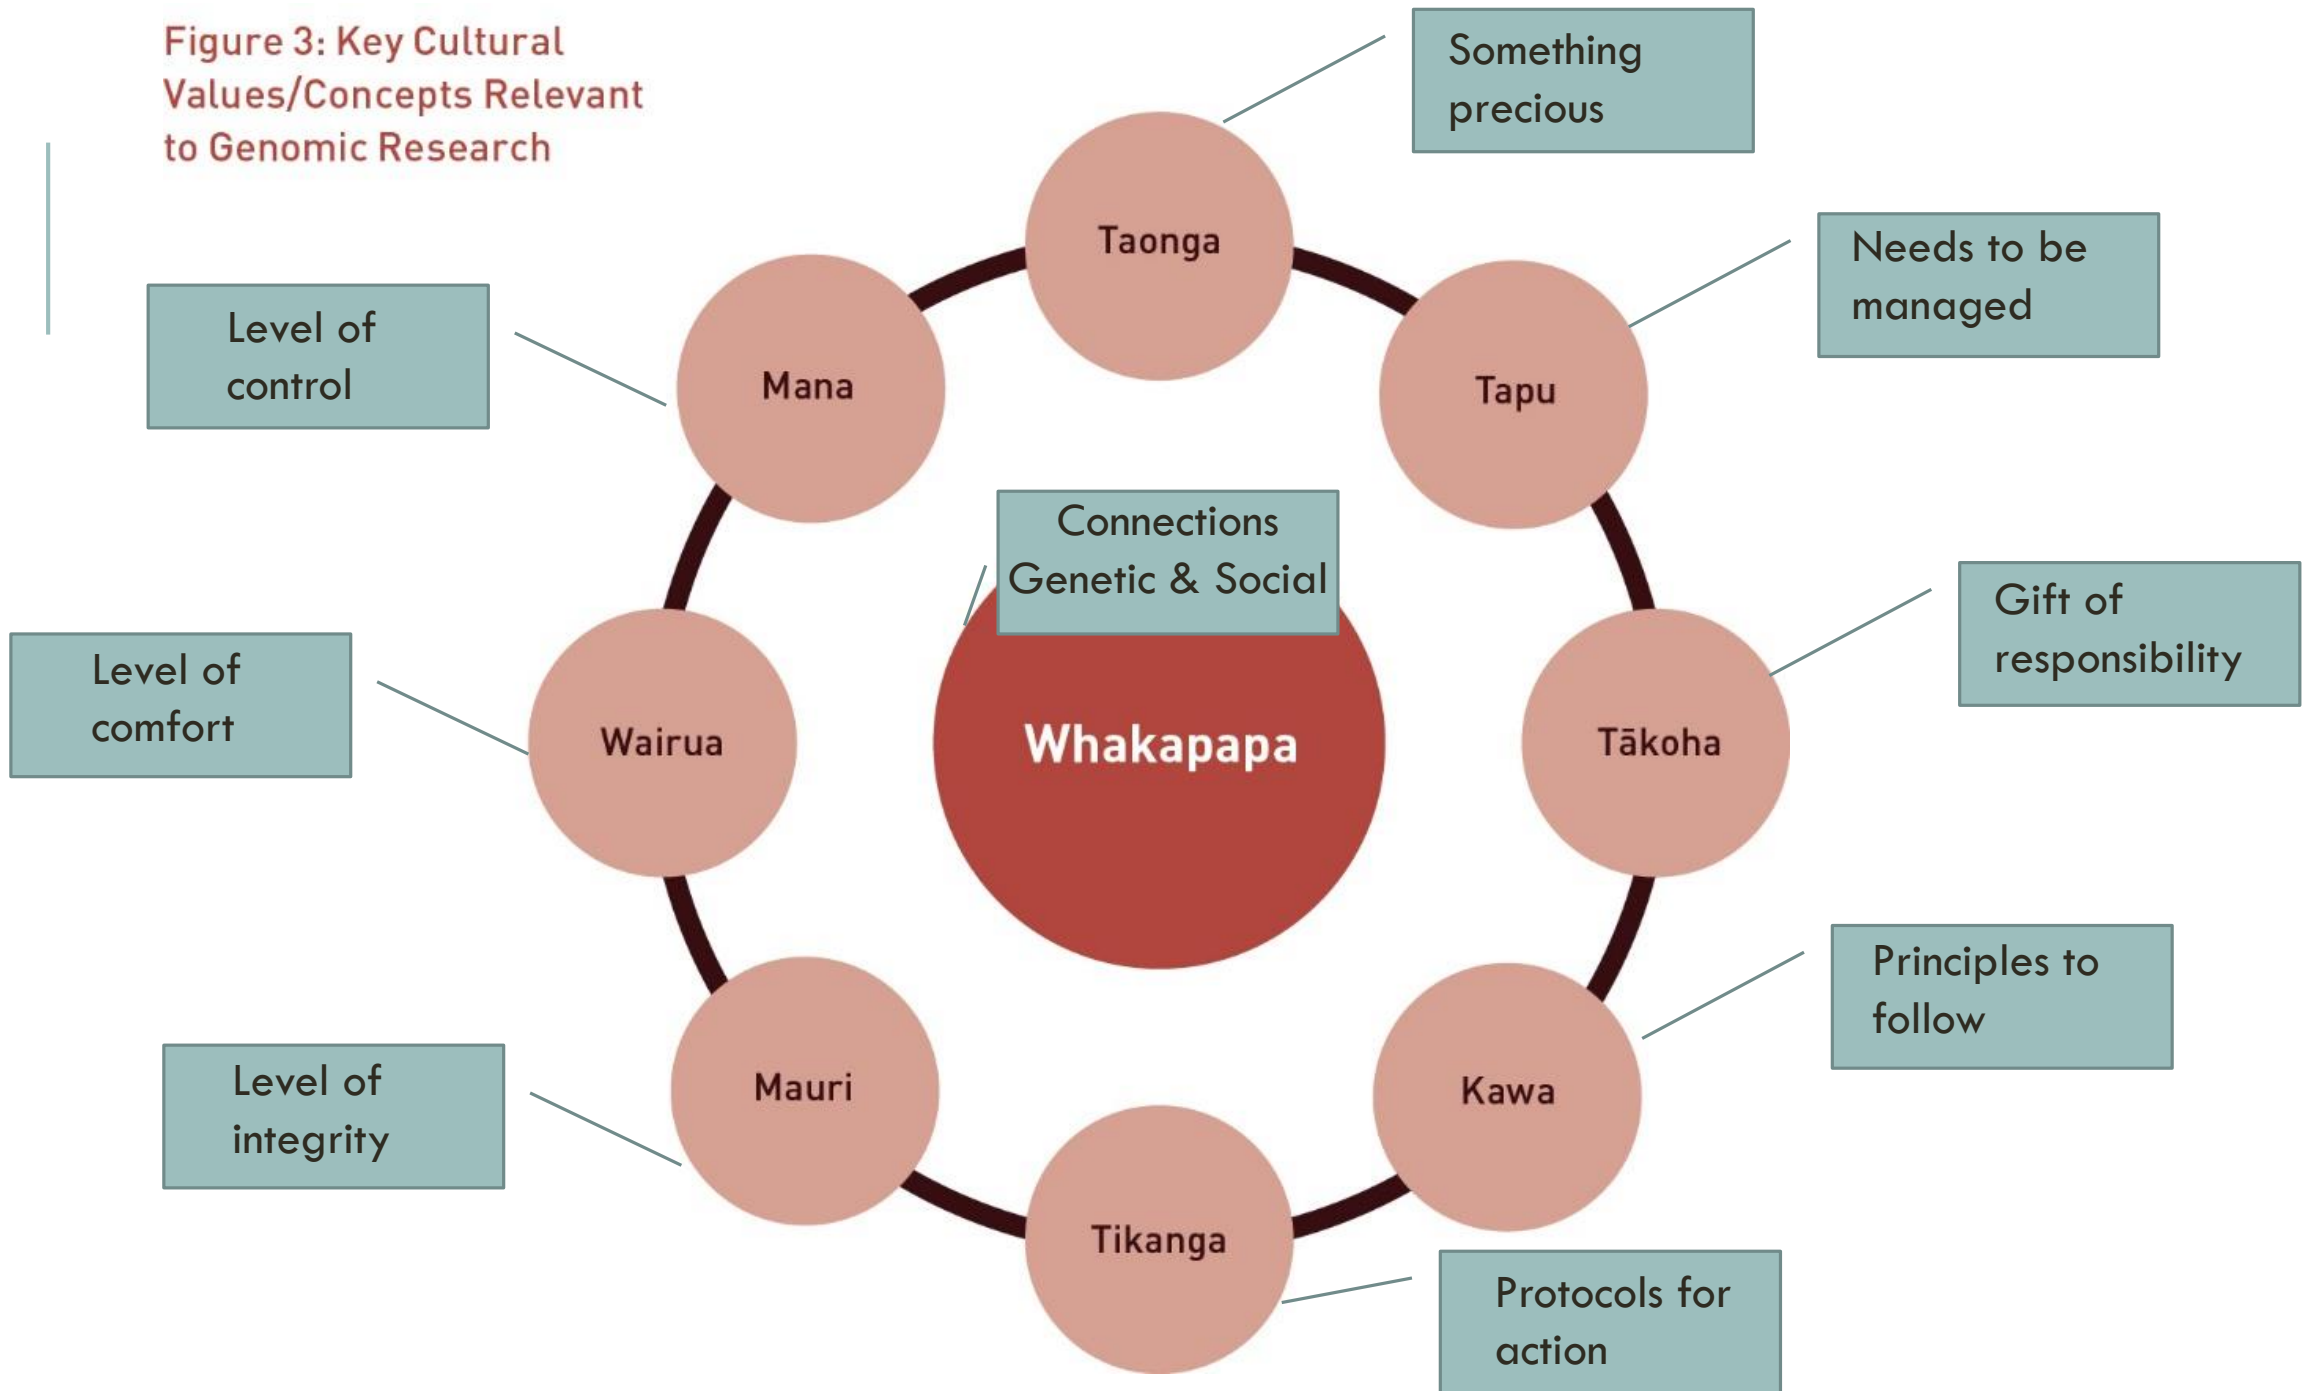 Figure 3: Key Cultural
Values/Concepts Relevant
to Genomic Research
Something
precious
Taonga
Needs to be
managed
Tapu
Level of
control
Mana
Connections
Genetic & Social
Whakapapa
Gift of
responsibility
Tākoha
Level of
comfort
Wairua
Principles to
follow
Kawa
Level of
integrity
Mauri
Tikanga
Protocols for
action